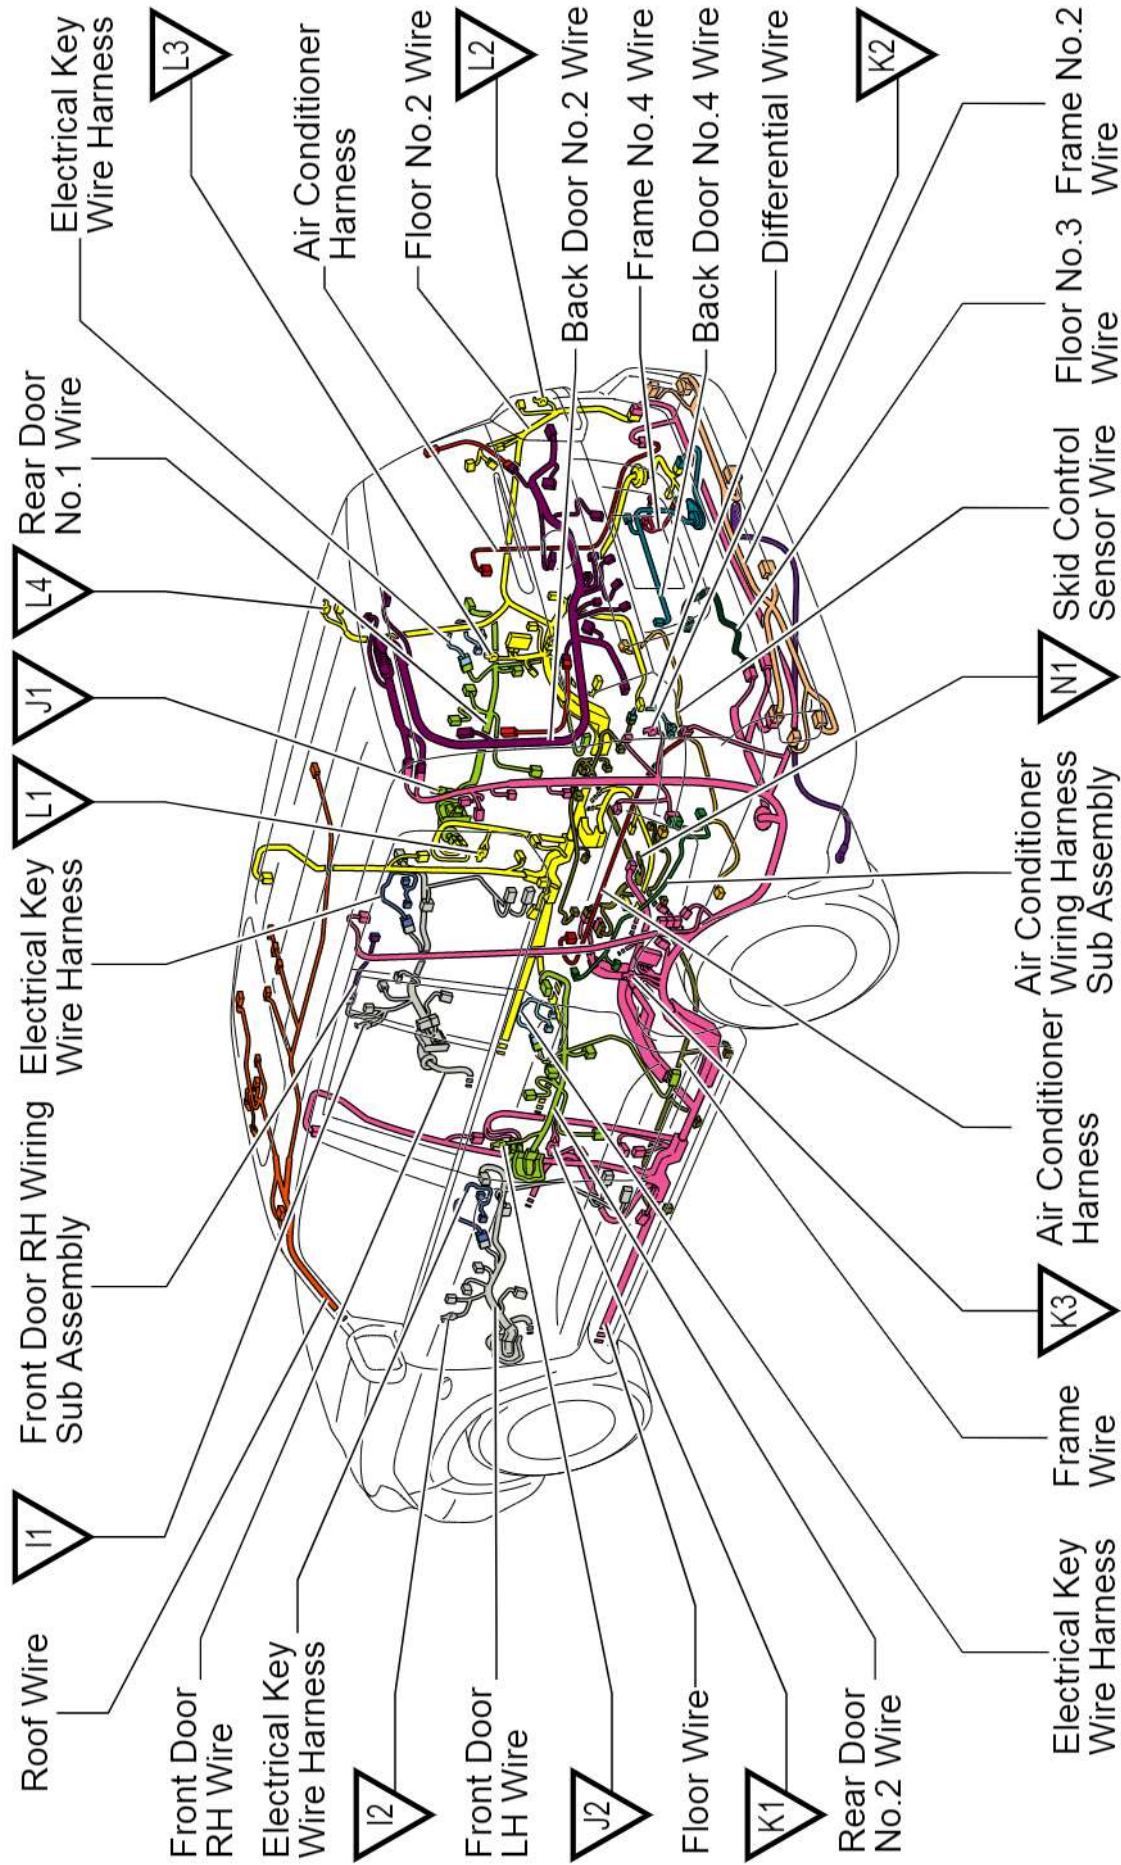 Roof Wire
I1
Front Door RH Wiring
Sub Assembly
Electrical Key
Wire Harness
L1
J1
L4
Rear Door
No.1 Wire
Electrical Key
Wire Harness
Front Door
RH Wire
Electrical Key
Wire Harness
I2
Front Door
LH Wire
J2
Floor Wire
K1
Rear Door
No.2 Wire
L3
Air Conditioner
Harness
Floor No.2 Wire
L2
Back Door No.2 Wire
Frame No.4 Wire
Back Door No.4 Wire
Differential Wire
K2
Electrical Key
Wire Harness
Frame
Wire
K3
Air Conditioner
Harness
Air Conditioner
Wiring Harness
Sub Assembly
N1
Skid Control
Sensor Wire
Floor No.3
Wire
Frame No.2
Wire